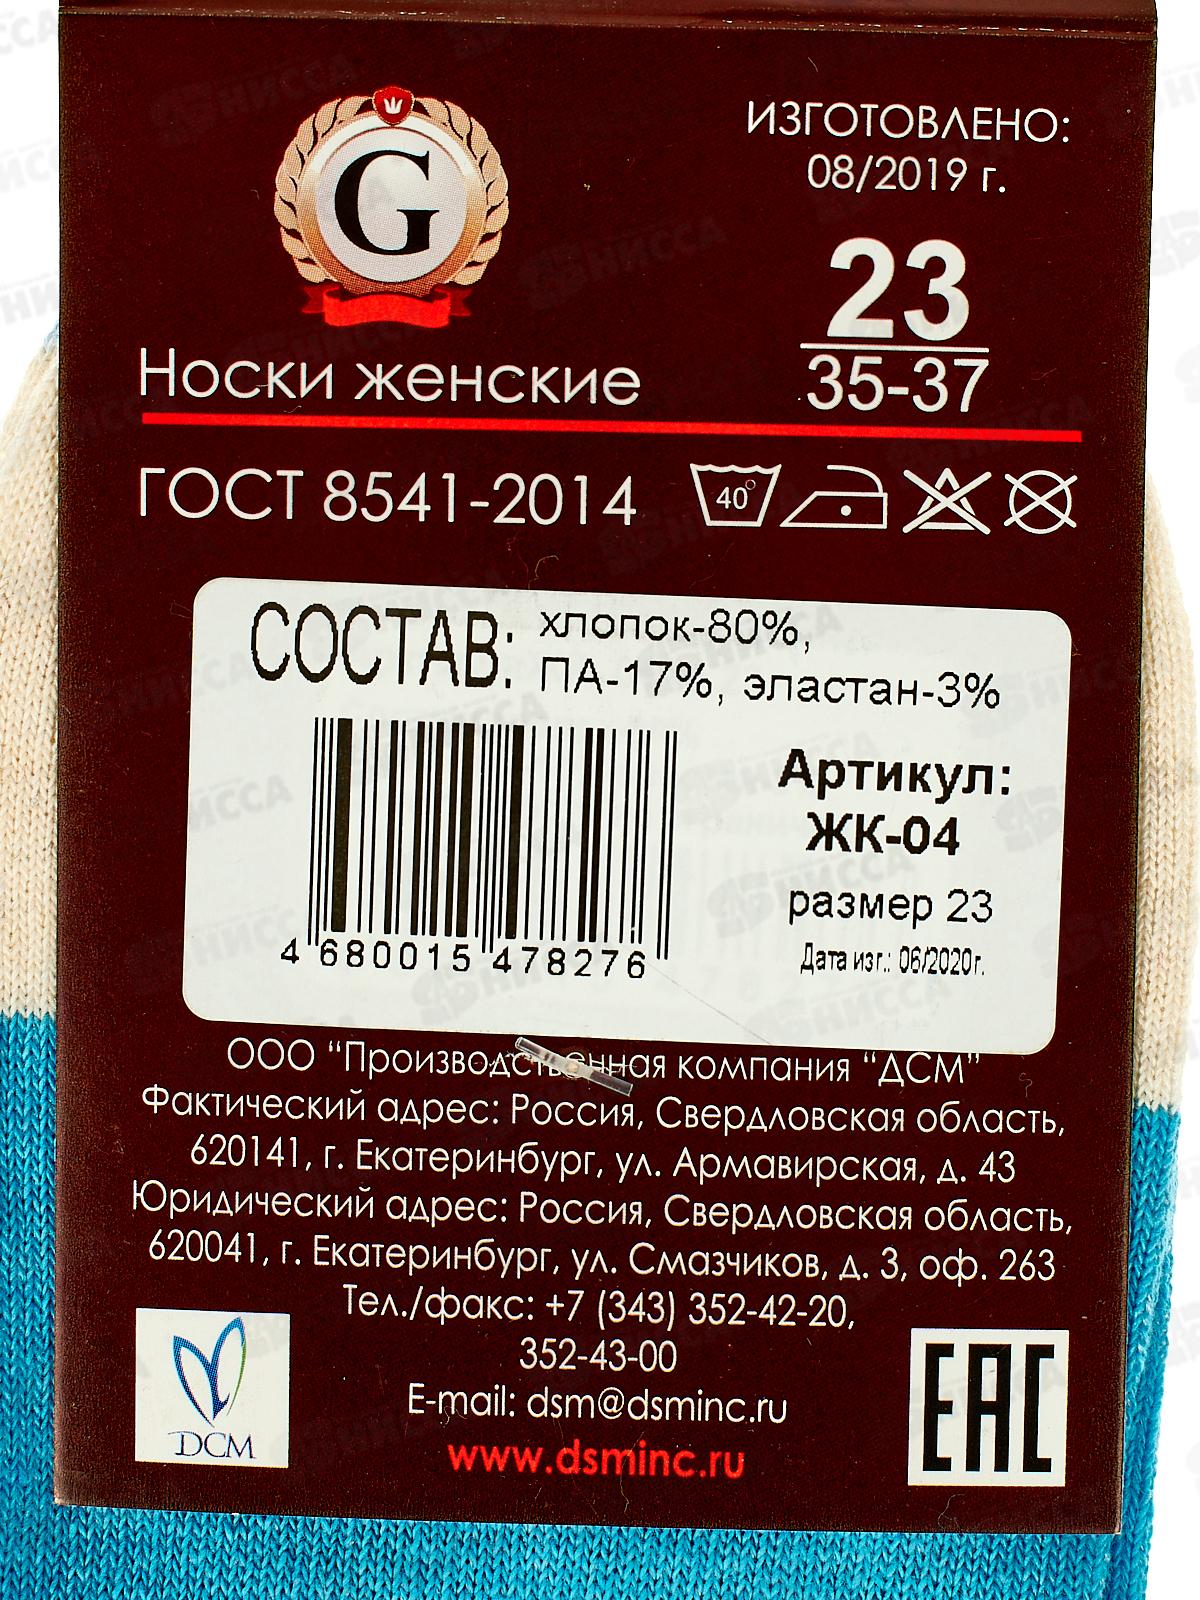 G
ИЗГОТОВЛЕНО:
08/2019 г.
23
35-37
Носки женские
ГОСТ 8541-2014
40°
СОСТАВ: хлопок-80%,
ПА-17%, эластан-3%
Артикул:
ЖК-04
размер 23
Дата изг.: 06/2020г.
4 680015 478276
ООО “Производственная компания “ДСМ”
Фактический адрес: Россия, Свердловская область,
620141, г. Екатеринбург, ул. Армавирская, д. 43
Юридический адрес: Россия, Свердловская область,
620041, г. Екатеринбург, ул. Смазчиков, д. 3, оф. 263
Тел./факс: +7 (343) 352-42-20,
352-43-00
E-mail: dsm@dsminc.ru
www.dsminc.ru
DCM
EAC
НИССА